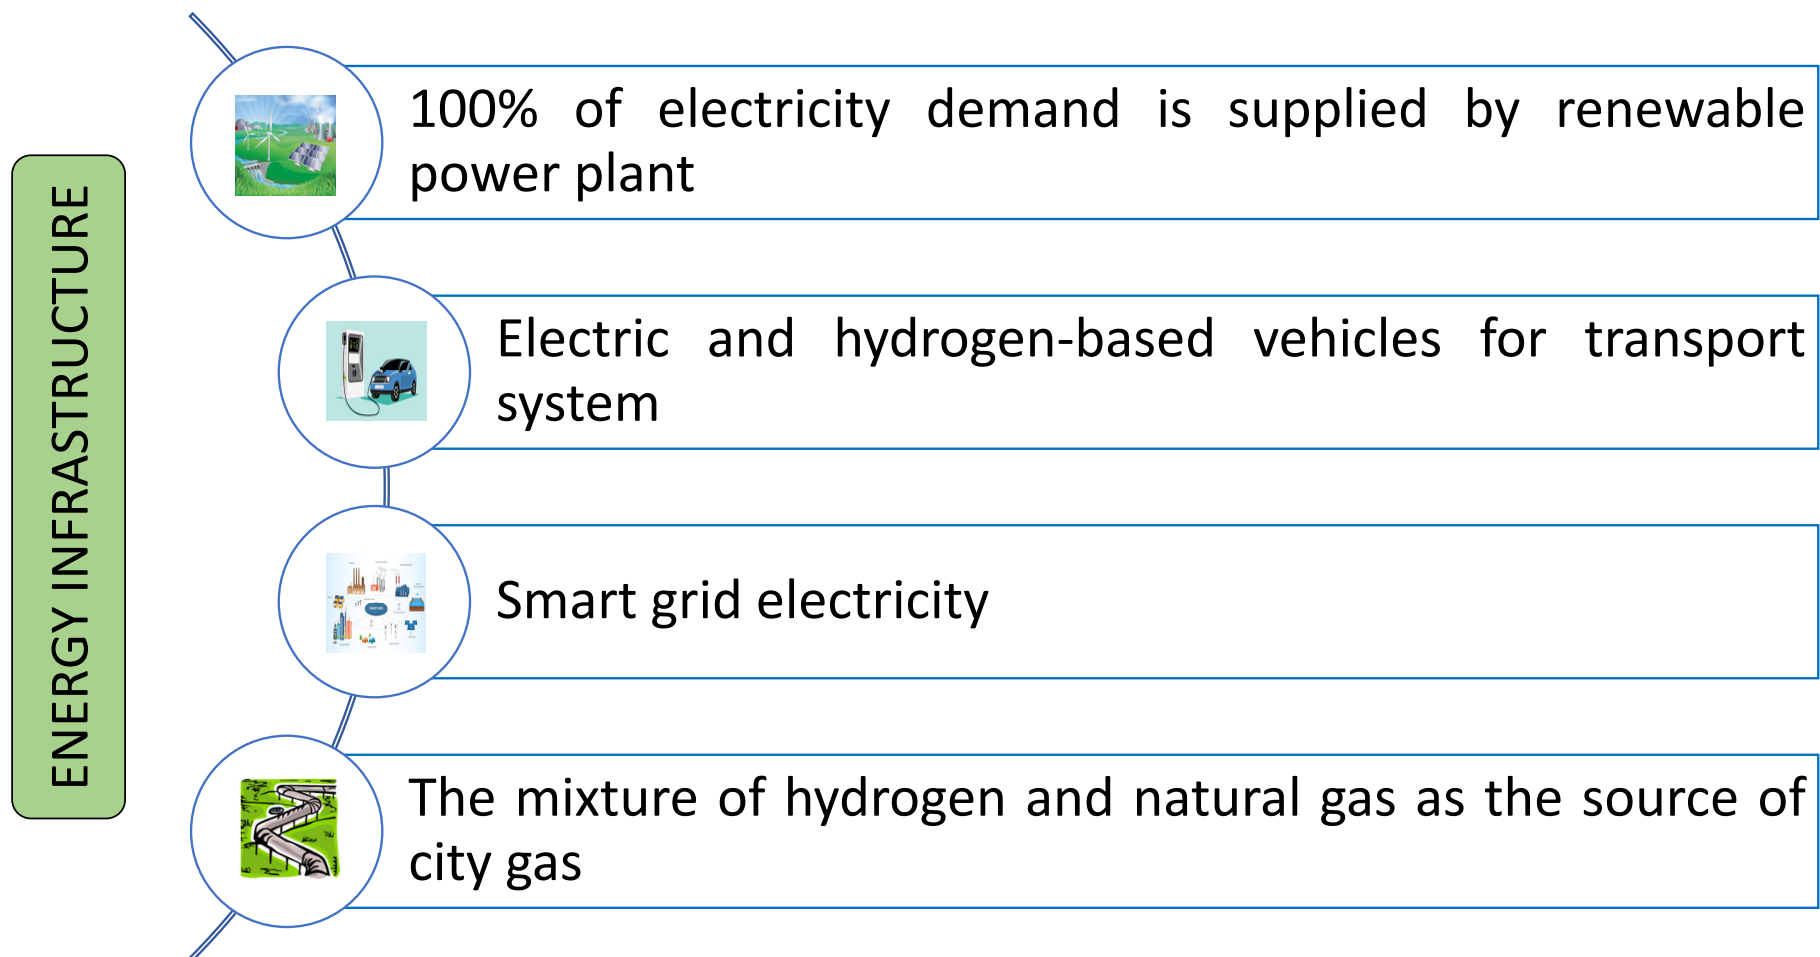 ENERGY INFRASTRUCTURE
100% of electricity demand is supplied by renewable
power plant
Electric and hydrogen-based vehicles for transport
system
Smart grid electricity
The mixture of hydrogen and natural gas as the source of
city gas